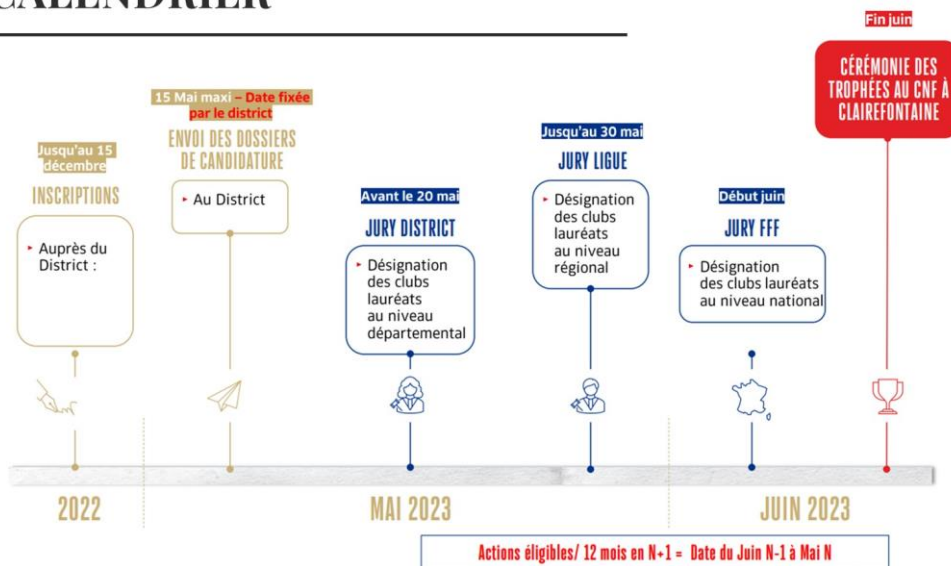 CALENDRIER
Fin juin
CÉRÉMONIE DES
TROPHÉES AU CNF À
CLAIREFONTAINE
15 Mai maxi – Date fixée
par le district
ENVOI DES DOSSIERS
DE CANDIDATURE
▸ Au District
Jusqu'au 15
décembre
INSCRIPTIONS
▸ Auprès du
District :
Avant le 20 mai
JURY DISTRICT
▸ Désignation
des clubs
lauréats
au niveau
départemental
Jusqu'au 30 mai
JURY LIGUE
▸ Désignation
des clubs
lauréats
au niveau
régional
Début juin
JURY FFF
▸ Désignation
des clubs lauréats
au niveau national
2022
MAI 2023
JUIN 2023
Actions éligibles/ 12 mois en N+1 = Date du Juin N-1 à Mai N